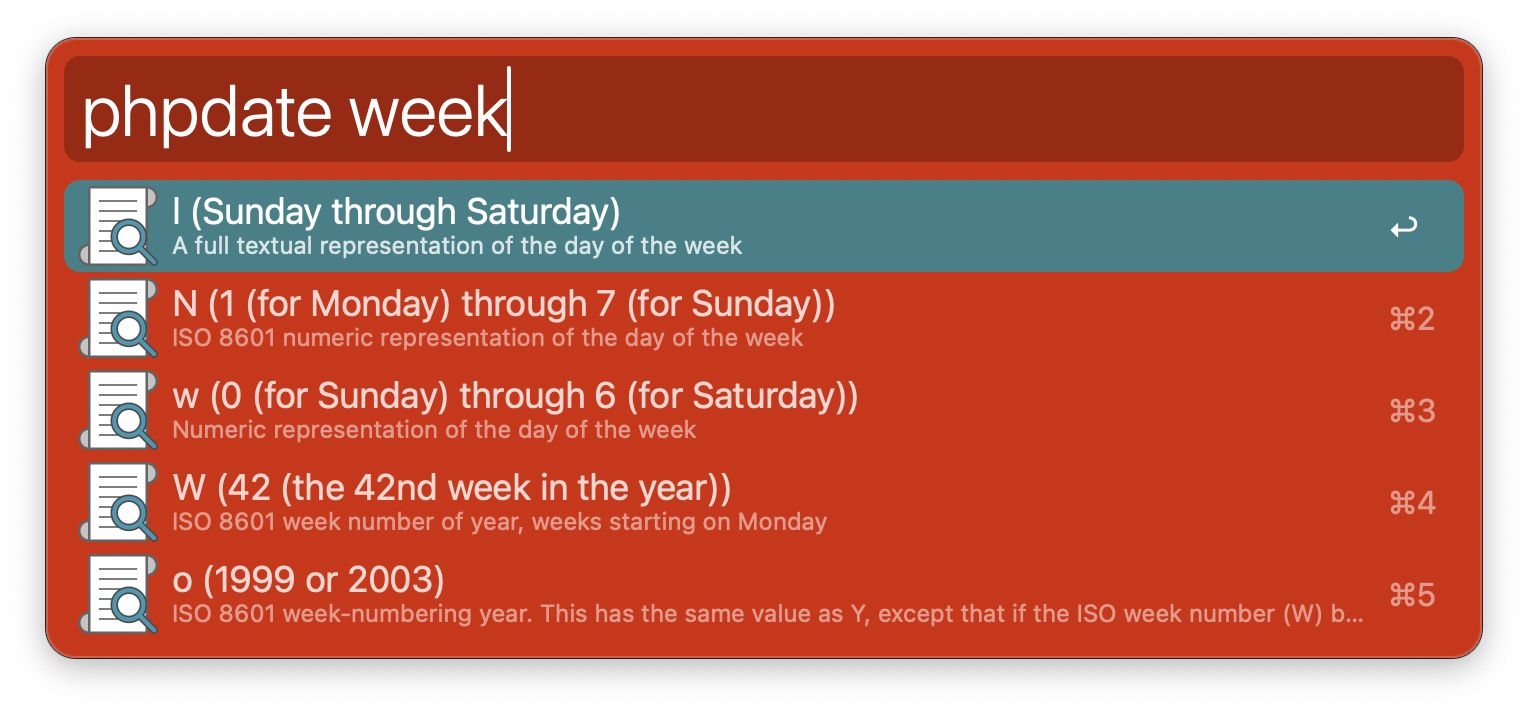 phpdate week
l (Sunday through Saturday)
A full textual representation of the day of the week
N (1 (for Monday) through 7 (for Sunday))
ISO 8601 numeric representation of the day of the week
⌘2
w (0 (for Sunday) through 6 (for Saturday))
Numeric representation of the day of the week
⌘3
W (42 (the 42nd week in the year))
ISO 8601 week number of year, weeks starting on Monday
⌘4
o (1999 or 2003)
ISO 8601 week-numbering year. This has the same value as Y, except that if the ISO week number (W) b...
⌘5